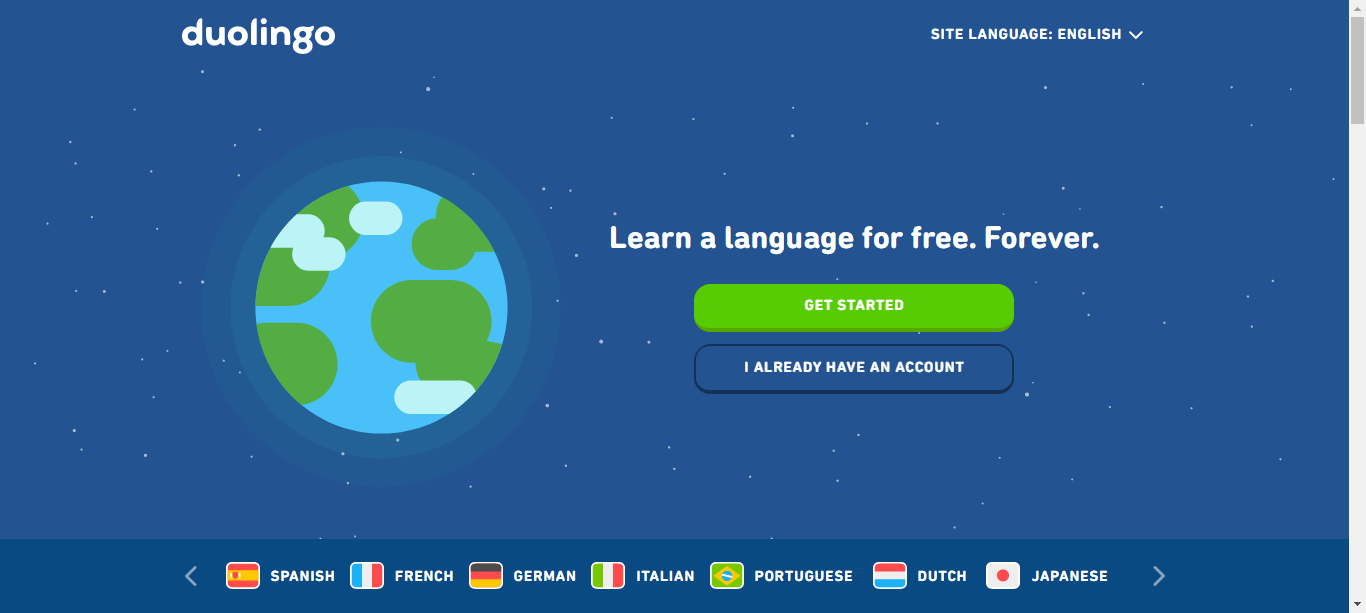 duolingo
SITE LANGUAGE: ENGLISH
Learn a language for free. Forever.
GET STARTED
I ALREADY HAVE AN ACCOUNT
SPANISH FRENCH GERMAN ITALIAN PORTUGUESE DUTCH JAPANESE